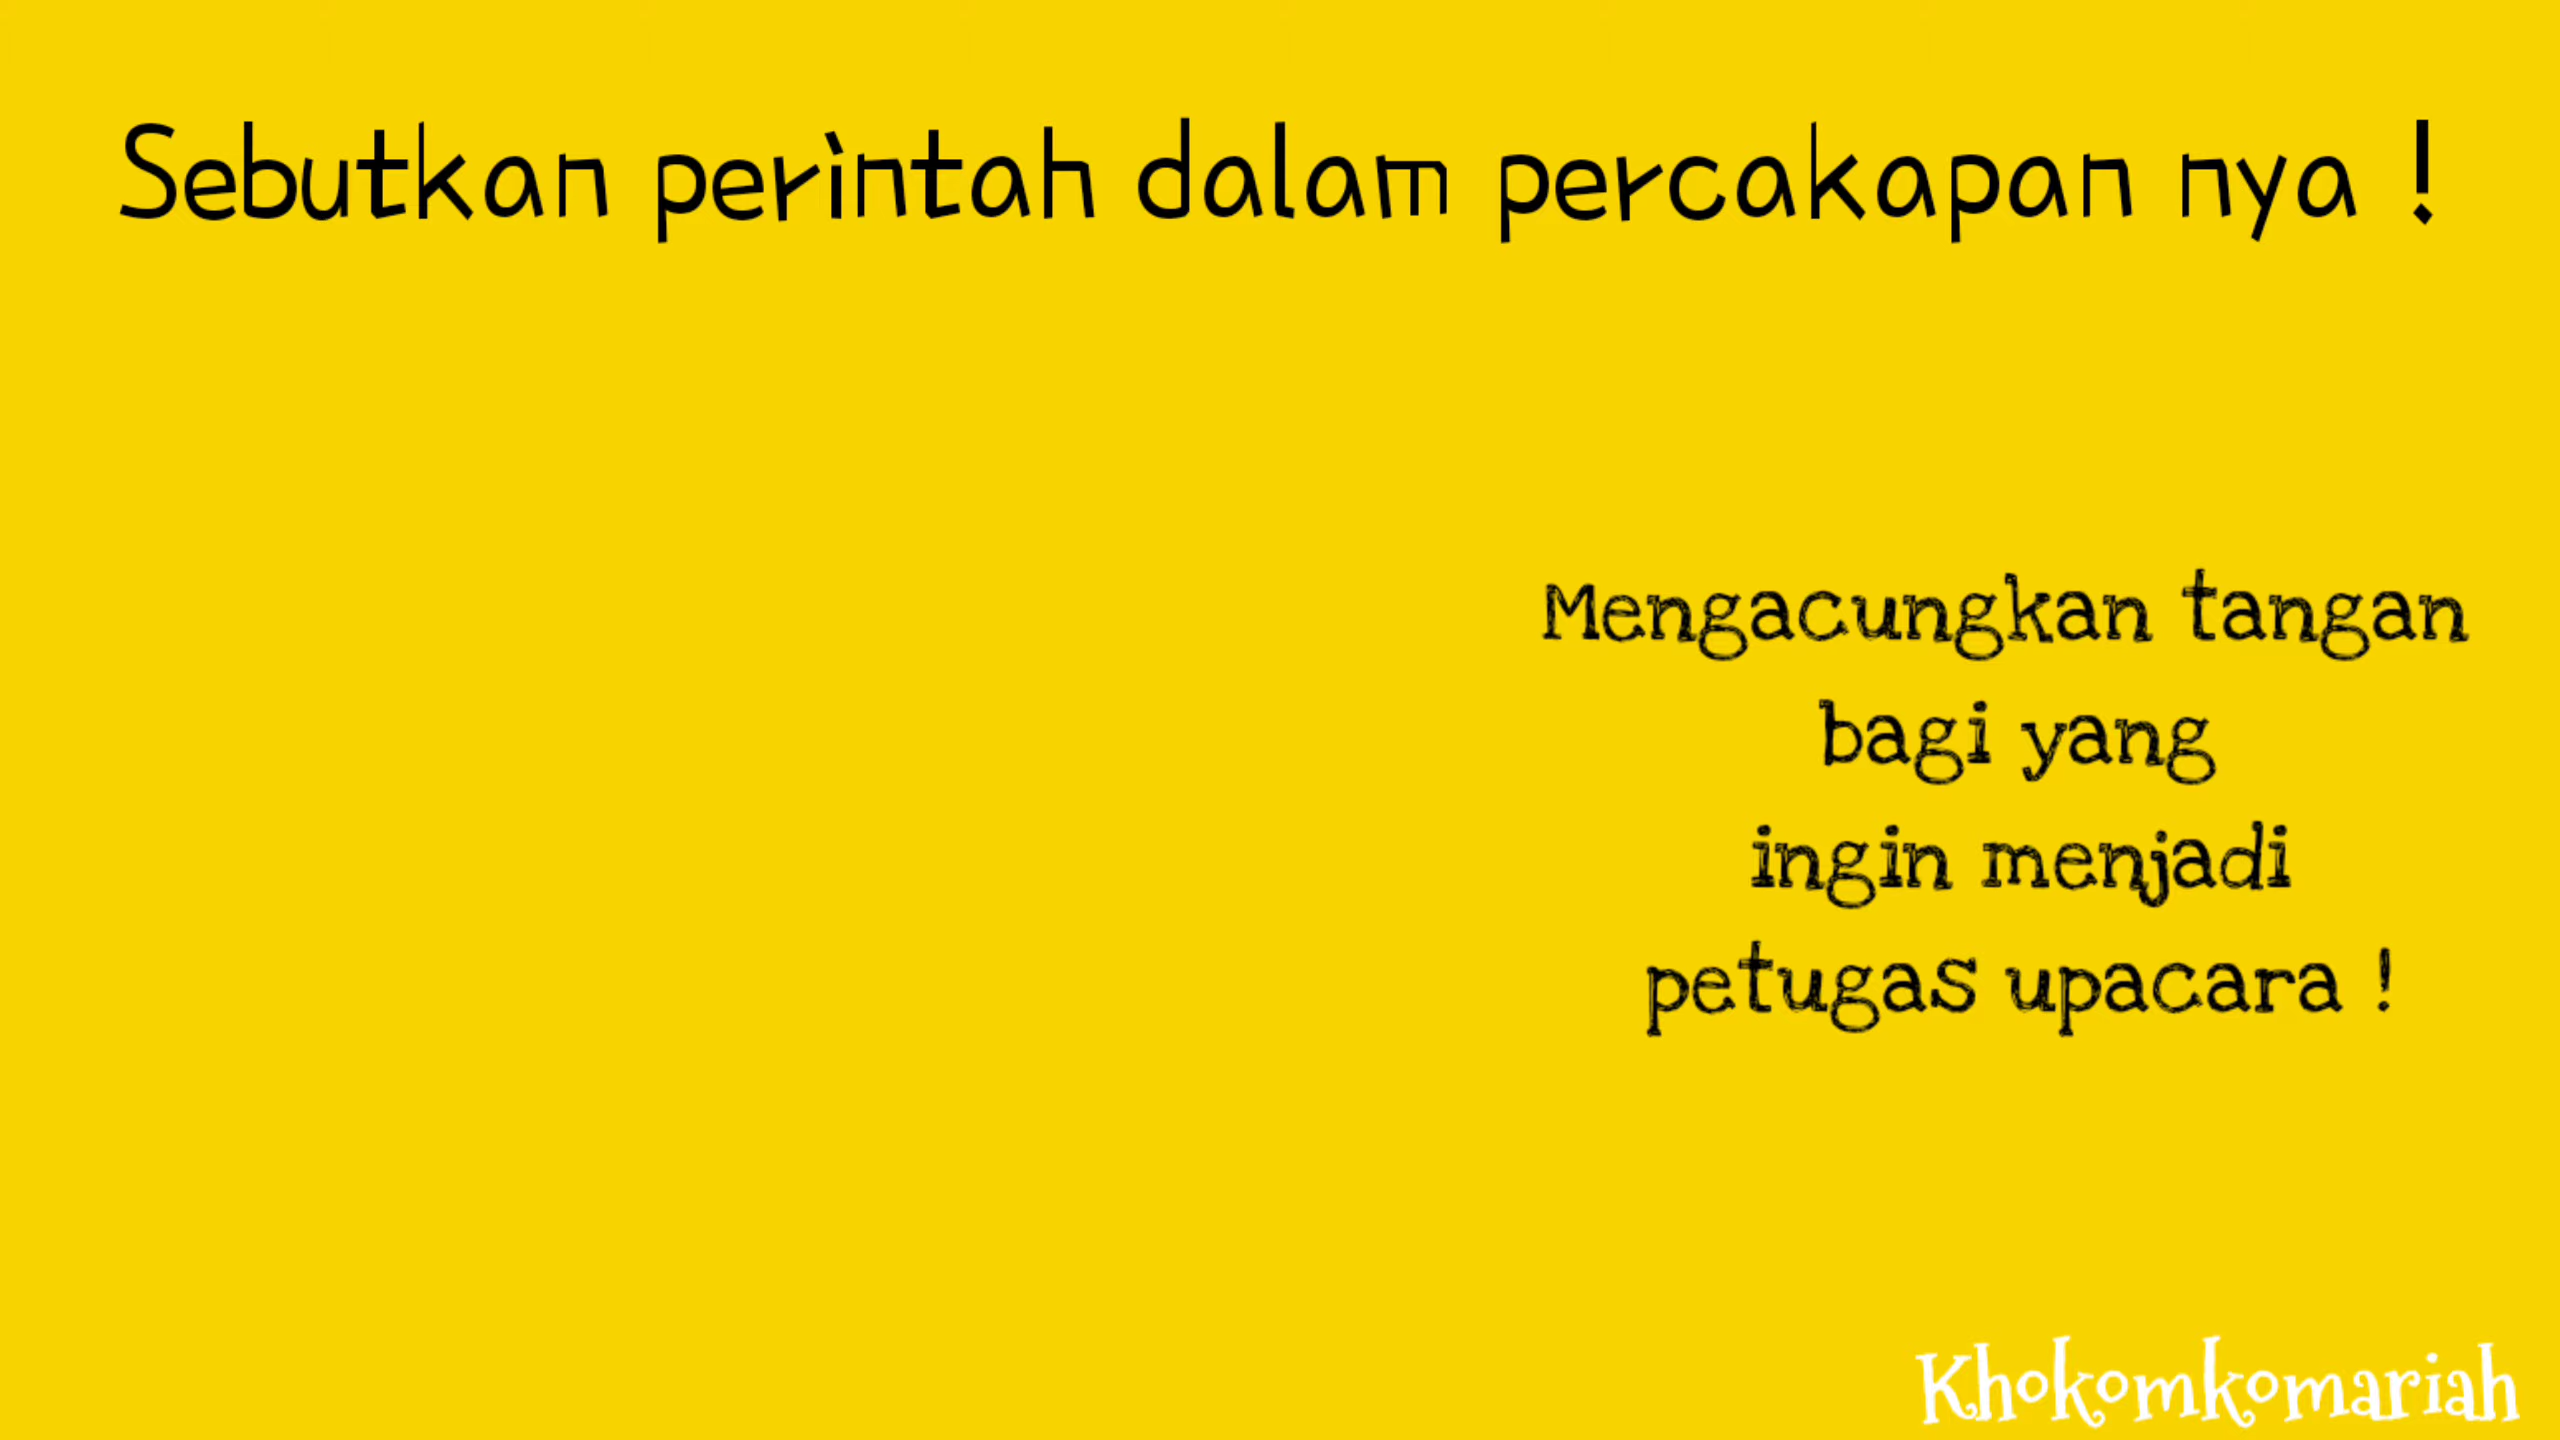 Sebutkan perintah dalam percakapan nya !
Mengacungkan tangan
bagi yang
ingin menjadi
petugas upacara !
Khokomkomariah